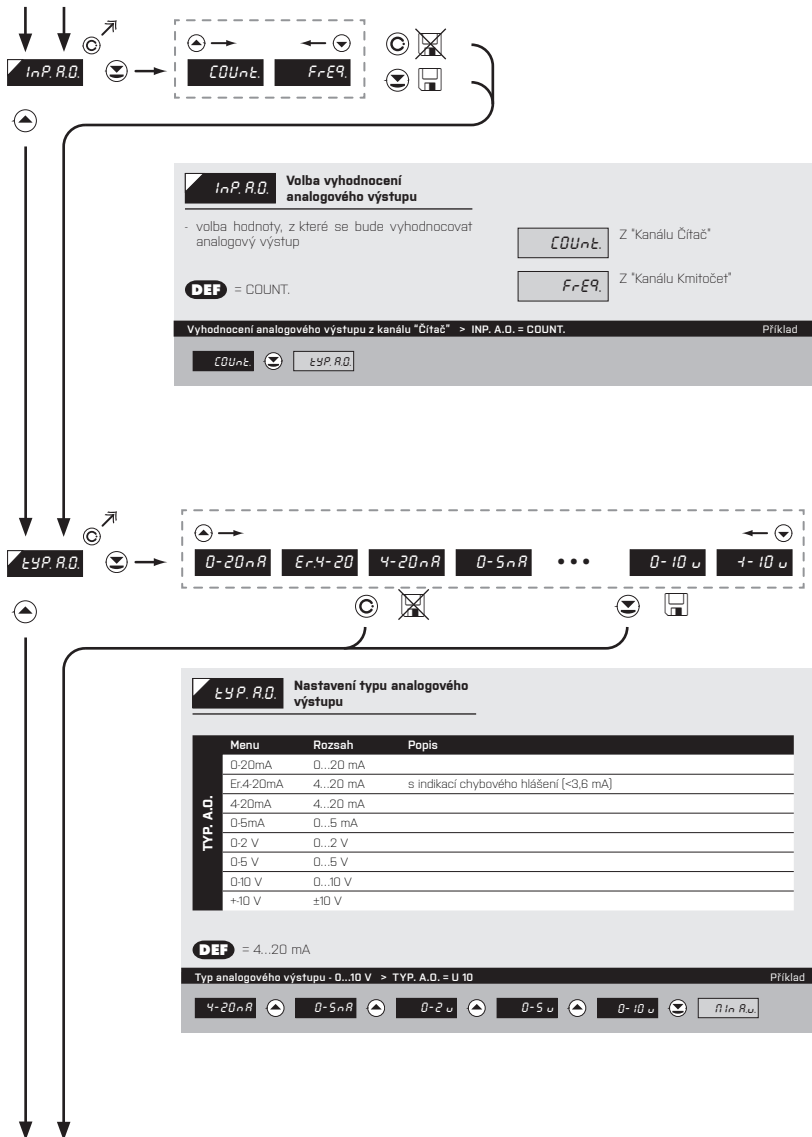 InP. A.O.
COUnt.
FrEq.
InP. A.O.
Volba vyhodnocení
analogového výstupu
- volba hodnoty, z které se bude vyhodnocovat
analogový výstup
DEF = COUNT.
COUnt.
Z "Kanálu Čítač"
FrEq.
Z "Kanálu Kmitočet"
Vyhodnocení analogového výstupu z kanálu "Čítač" > INP. A.O. = COUNT. Příklad
COUnt.
tYP. A.O.
tYP. A.O.
0-20mA Er.4-20 4-20mA 0-5mA ••• 0-10 u +-10 u
tYP. A.O.
Nastavení typu analogového
výstupu
TYP. A.O.
Menu Rozsah Popis
0-20mA 0...20 mA
Er.4-20mA 4...20 mA s indikací chybového hlášení (<3,6 mA)
4-20mA 4...20 mA
0-5mA 0...5 mA
0-2 V 0...2 V
0-5 V 0...5 V
0-10 V 0...10 V
+-10 V ±10 V
DEF = 4...20 mA
Typ analogového výstupu - 0...10 V > TYP. A.O. = U 10 Příklad
4-20mA 0-5mA 0-2 u 0-5 u 0-10 u MIn A.u.